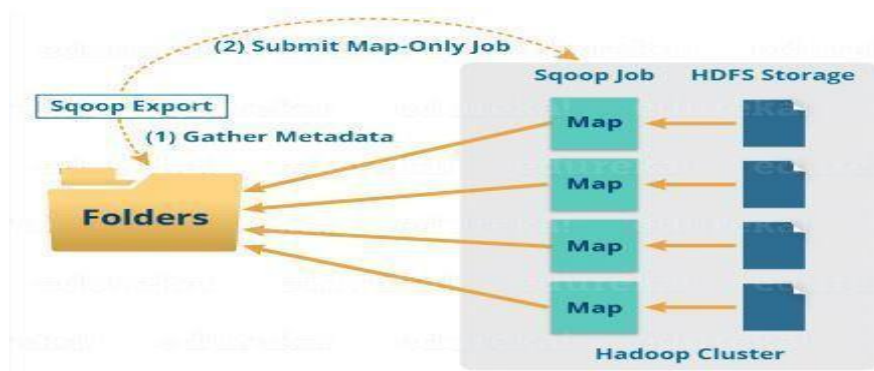 (2) Submit Map-Only Job
Sqoop Job
HDFS Storage
Sqoop Export
Map
(1) Gather Metadata
Map
Folders
Map
Map
Hadoop Cluster